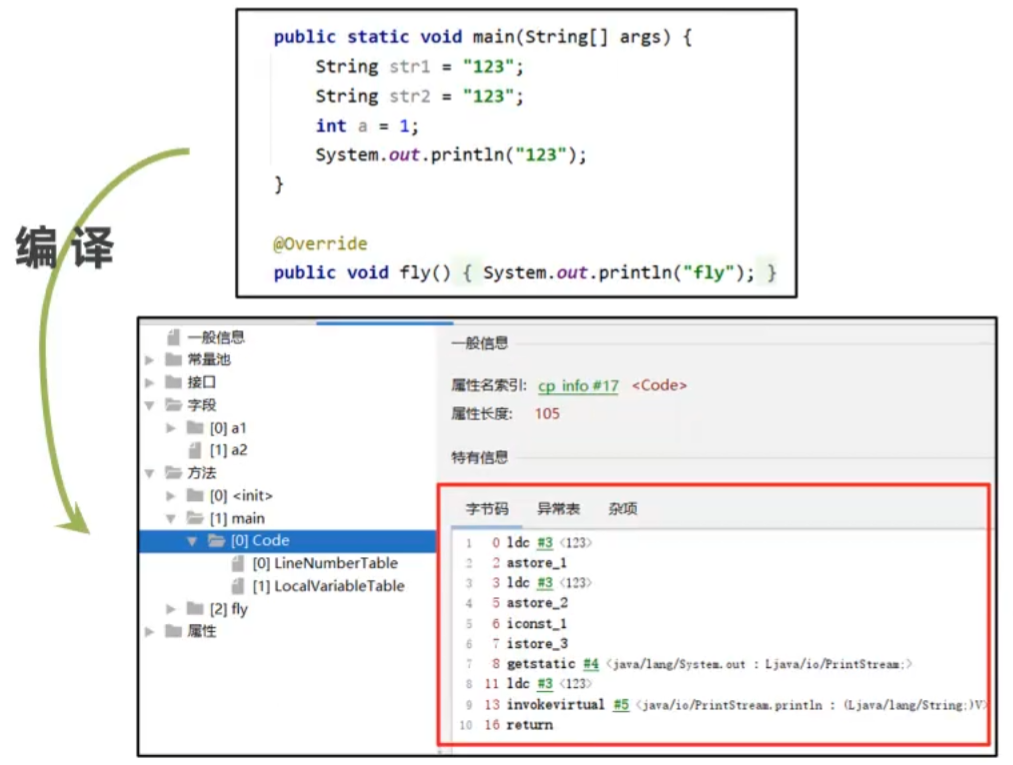 public static void main(String[] args) {
String str1 = "123";
String str2 = "123";
int a = 1;
System.out.println("123");
}
@Override
public void fly() { System.out.println("fly"); }
编译
一般信息
常量池
接口
字段
[0] a1
[1] a2
方法
[0] <init>
[1] main
[0] Code
[0] LineNumberTable
[1] LocalVariableTable
[2] fly
属性
一般信息
属性名索引: cp_info #17 <Code>
属性长度: 105
特有信息
字节码 异常表 杂项
1 0 ldc #3 <123>
2 2 astore_1
3 3 ldc #3 <123>
4 5 astore_2
5 6 iconst_1
6 7 istore_3
7 8 getstatic #4 <java/lang/System.out : Ljava/io/PrintStream;>
8 11 ldc #3 <123>
9 13 invokevirtual #5 <java/io/PrintStream.println : (Ljava/lang/String;)V>
10 16 return